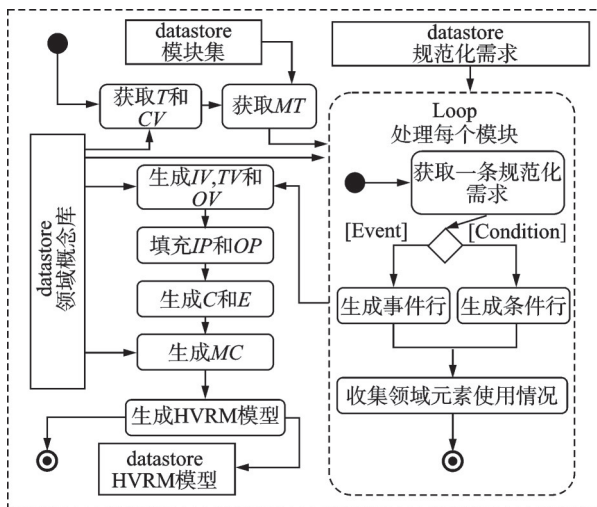 datastore
模块集
datastore
规范化需求
获取T和
CV
获取MT
Loop
处理每个模块
获取一条规范化
需求
[Event]
[Condition]
生成事件行
生成条件行
收集领域元素使用情况
datastore
领域概念库
生成IV,TV和
OV
填充IP和OP
生成C和E
生成MC
生成HVRM模型
datastore
HVRM模型